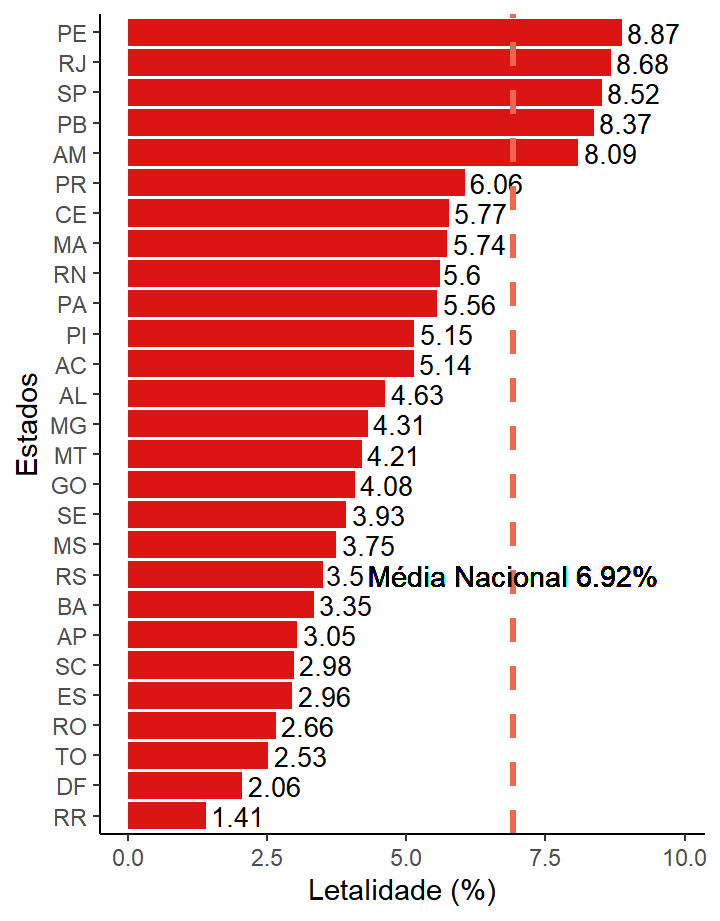 PE 8.87
RJ 8.68
SP 8.52
PB 8.37
AM 8.09
PR 6.06
CE 5.77
MA 5.74
RN 5.6
PA 5.56
PI 5.15
AC 5.14
AL 4.63
MG 4.31
MT 4.21
GO 4.08
SE 3.93
MS 3.75
RS 3.5 Média Nacional 6.92%
BA 3.35
AP 3.05
SC 2.98
ES 2.96
RO 2.66
TO 2.53
DF 2.06
RR 1.41
Estados
0.0 2.5 5.0 7.5 10.0
Letalidade (%)